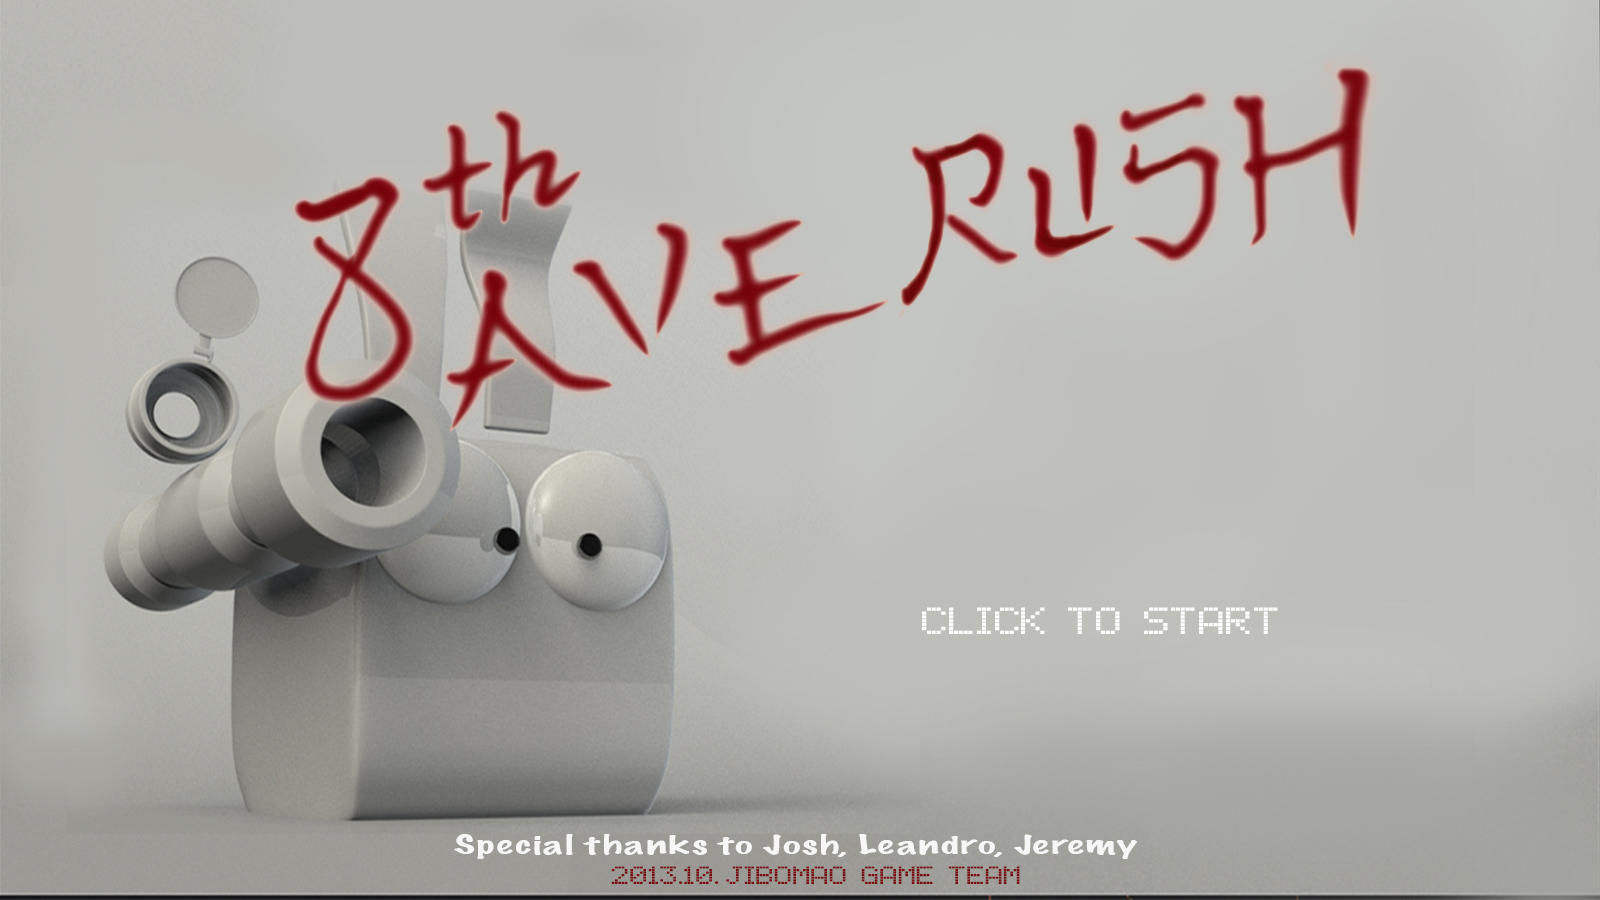 8th AVE RUSH
CLICK TO START
Special thanks to Josh, Leandro, Jeremy
2013.10. JIBOMAO GAME TEAM